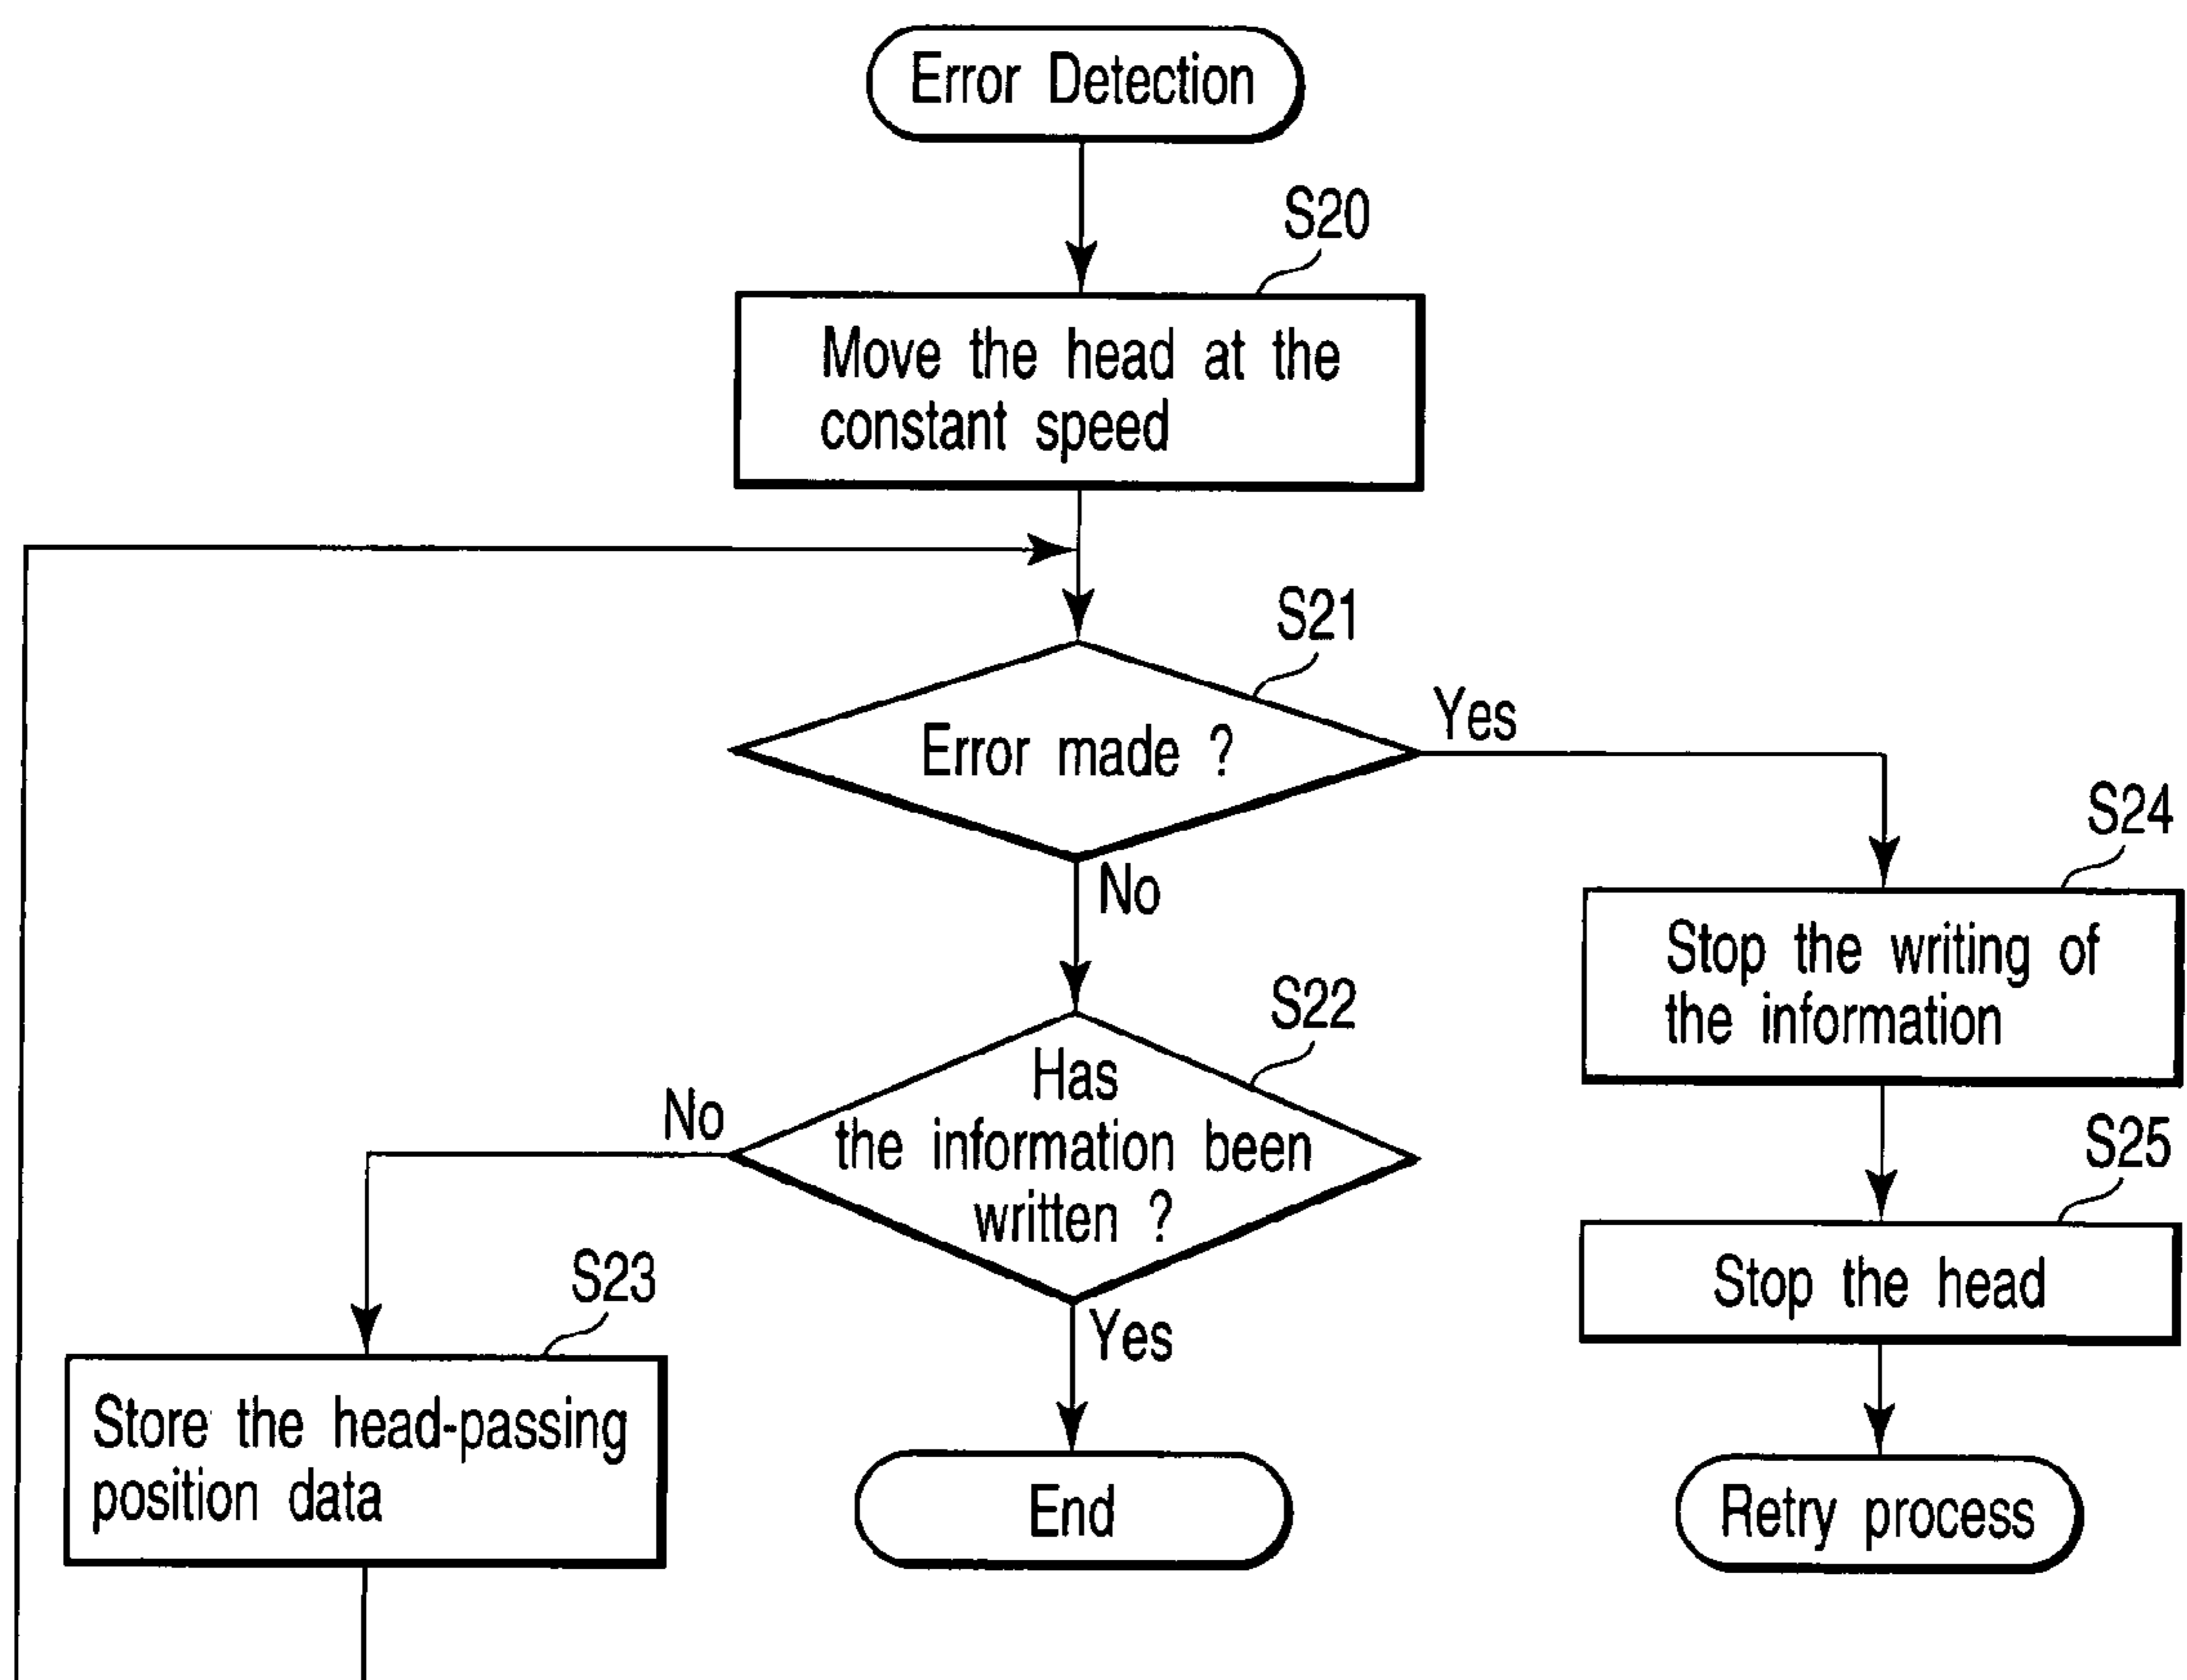 Error Detection
S20
Move the head at the
constant speed
S21
Error made ?
Yes
No
S24
Stop the writing of
the information
S22
Has
the information been
written ?
No
Yes
S25
Stop the head
S23
Store the head-passing
position data
End
Retry process